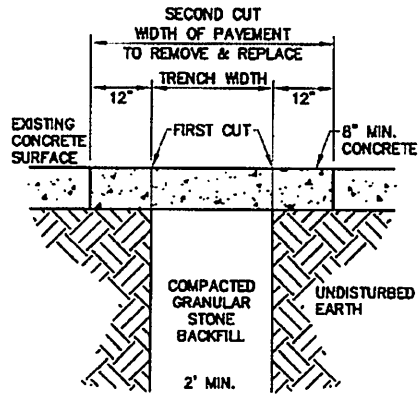 SECOND CUT
WIDTH OF PAVEMENT
TO REMOVE & REPLACE
12"
TRENCH WIDTH
12"
EXISTING
CONCRETE
SURFACE
FIRST CUT
8" MIN.
CONCRETE
COMPACTED
GRANULAR
STONE
BACKFILL
UNDISTURBED
EARTH
2' MIN.